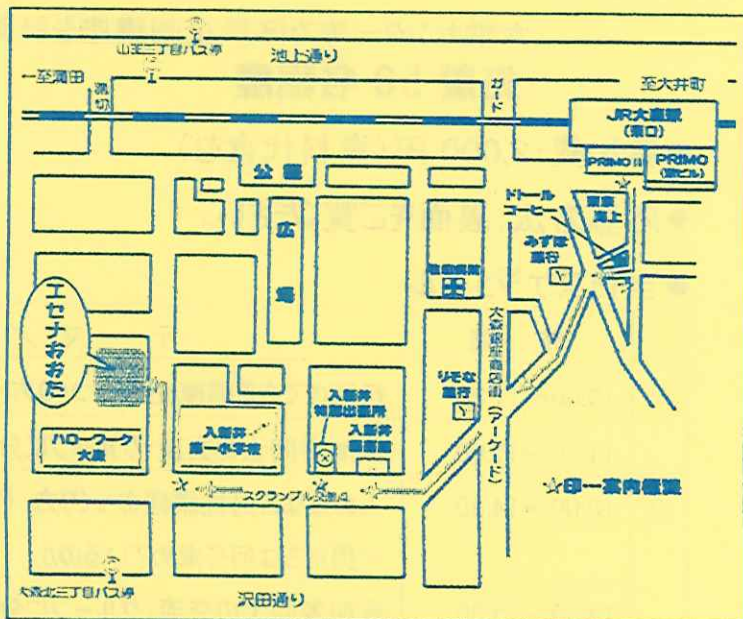 山王三丁目バス停
池上通り
至蒲田
踏切
ガード
至大井町
JR大森駅
(東口)
PRIMO II
PRIMO
(駅ビル)
公園
ドトール
コーヒー
東京
海上
みずほ
銀行
広
場
エセナおおた
大森銀座商店街(アーケード)
りそな
銀行
入新井
特別出張所
入新井
第一小学校
入新井
図書館
ハローワーク
大森
スクランブル交差点
☆印ー案内標識
大森北三丁目バス停
沢田通り